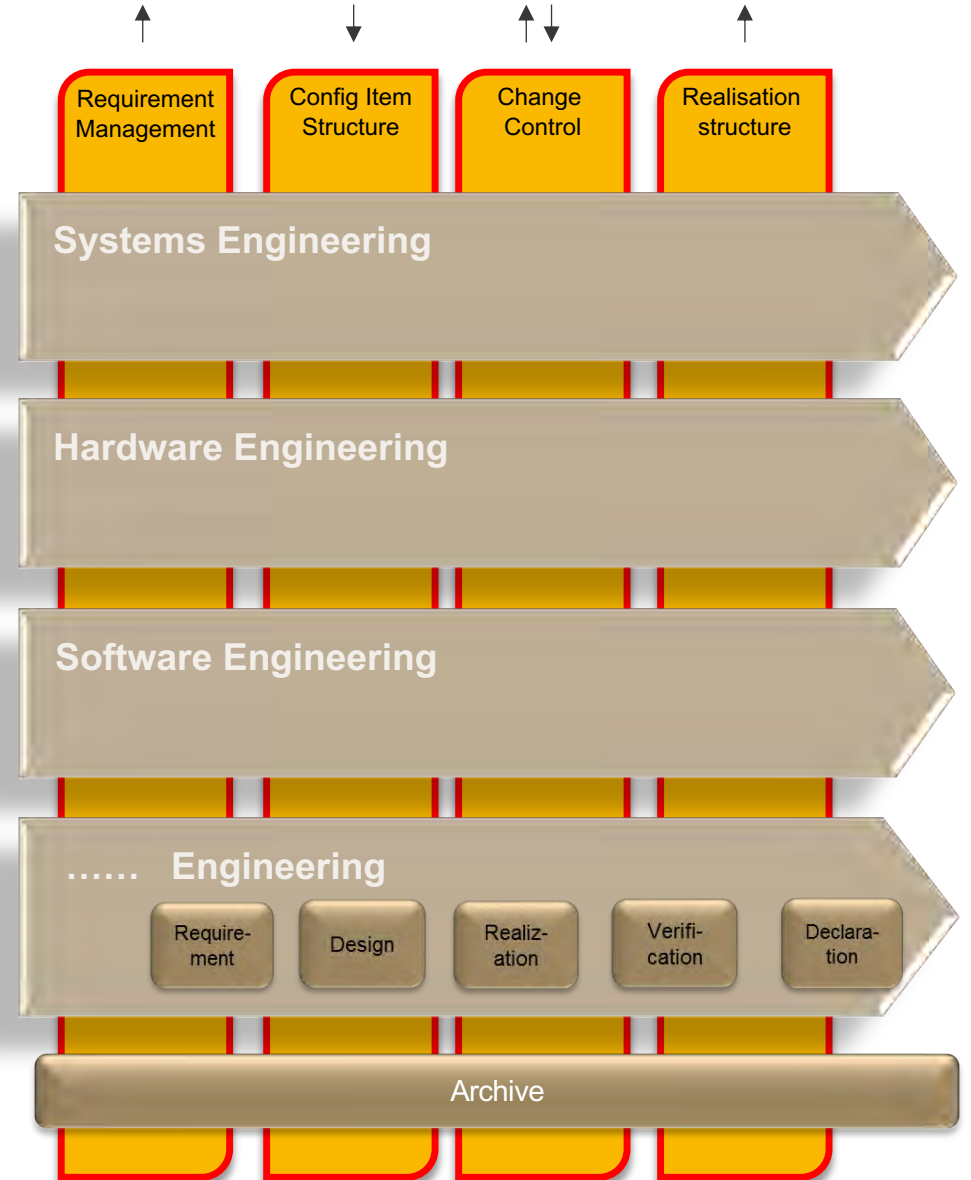 Requirement
Management
Config Item
Structure
Change
Control
Realisation
structure
Systems Engineering
Hardware Engineering
Software Engineering
…… Engineering
Require-
ment
Design
Realiz-
ation
Verifi-
cation
Declara-
tion
Archive